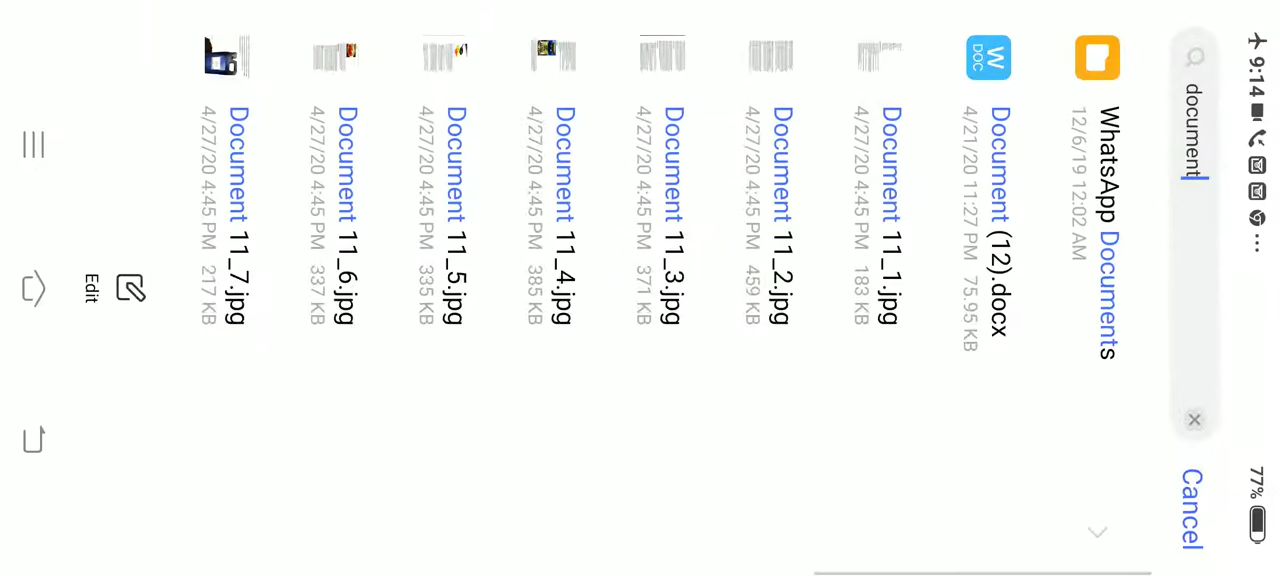 9:14
77%
document
Cancel
WhatsApp Documents
12/6/19 12:02 AM
W
DOC
Document (12).docx
4/21/20 11:27 PM 75.95 KB
Document 11_1.jpg
4/27/20 4:45 PM 183 KB
Document 11_2.jpg
4/27/20 4:45 PM 459 KB
Document 11_3.jpg
4/27/20 4:45 PM 371 KB
Document 11_4.jpg
4/27/20 4:45 PM 385 KB
Document 11_5.jpg
4/27/20 4:45 PM 335 KB
Document 11_6.jpg
4/27/20 4:45 PM 337 KB
Document 11_7.jpg
4/27/20 4:45 PM 217 KB
Edit